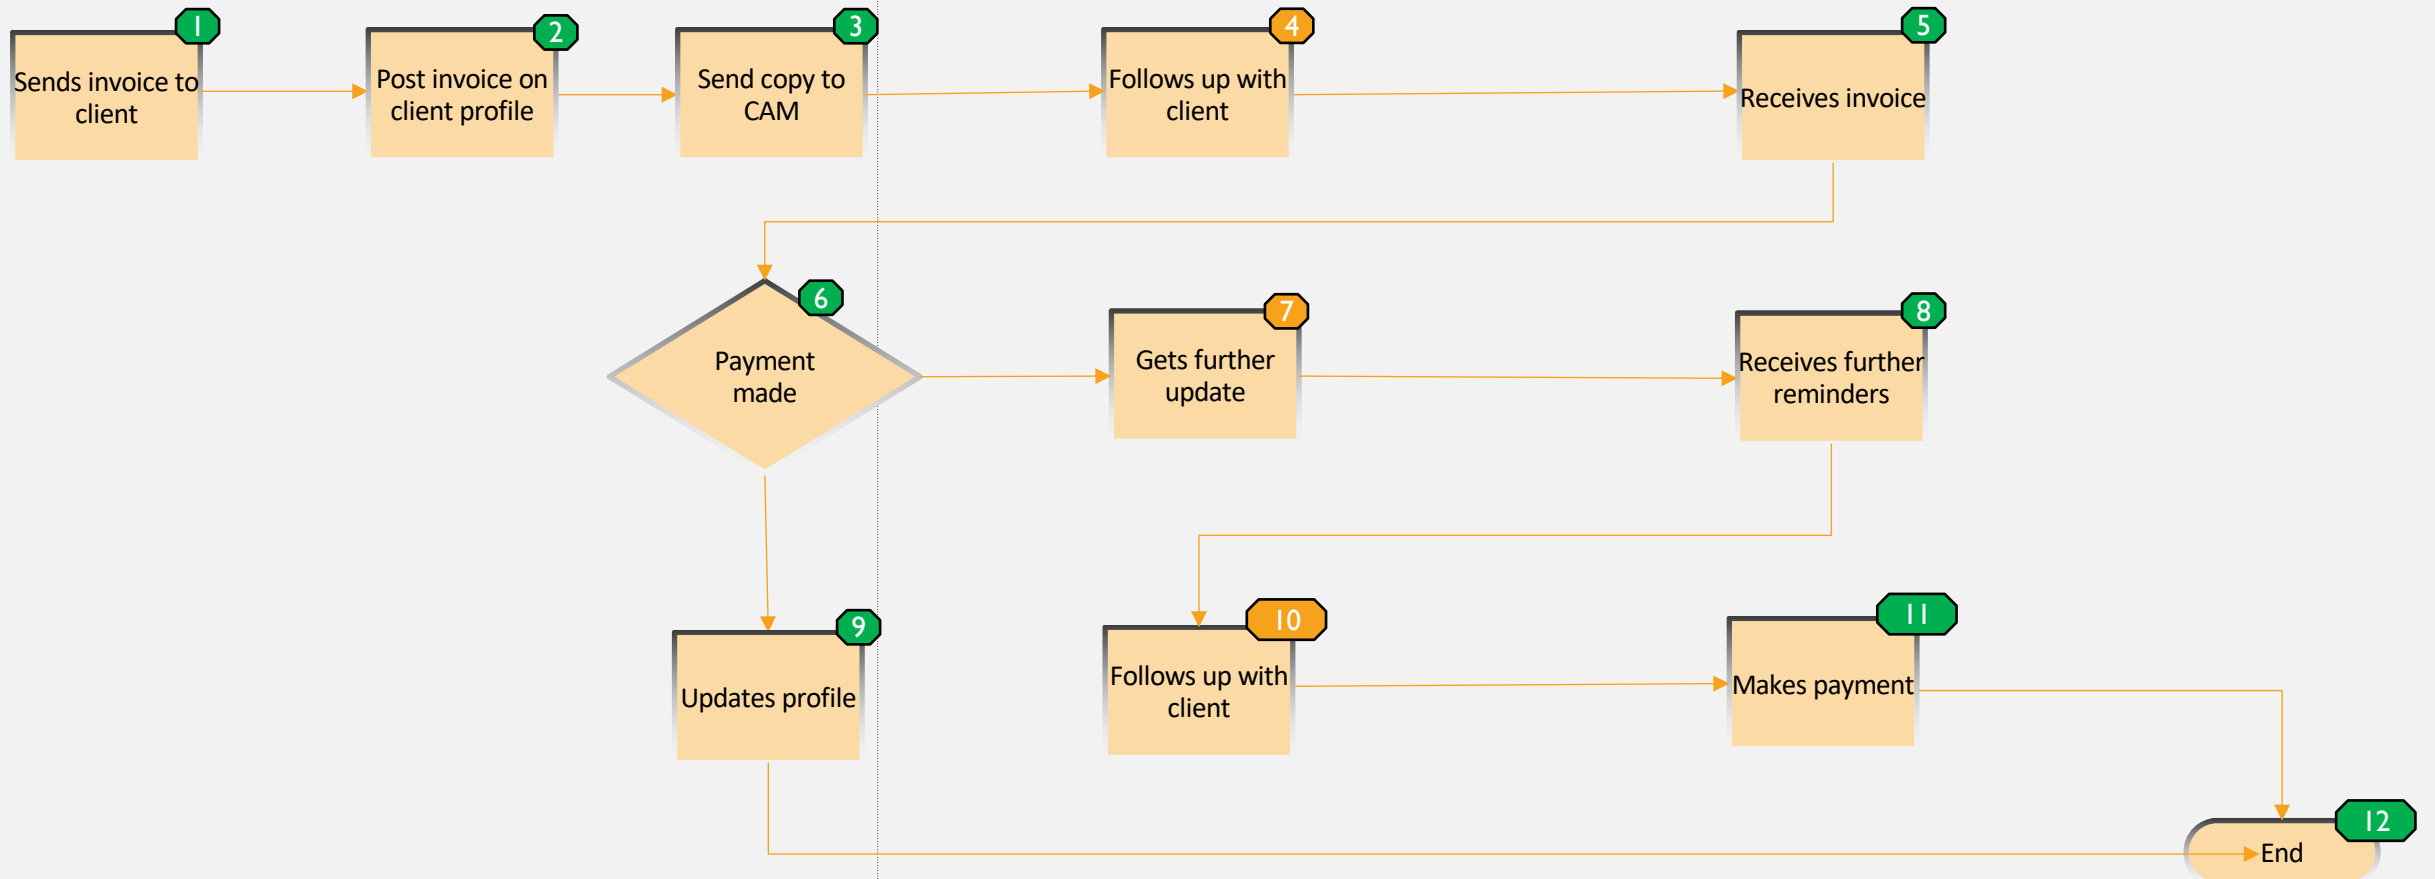 1
Sends invoice to
client
2
Post invoice on
client profile
3
Send copy to
CAM
4
Follows up with
client
5
Receives invoice
6
Payment
made
7
Gets further
update
8
Receives further
reminders
9
Updates profile
10
Follows up with
client
11
Makes payment
12
End